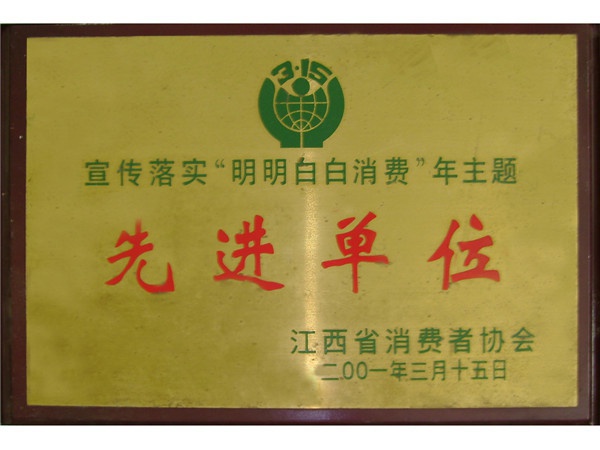 3·15
宣传落实“明明白白消费”年主题
先进单位
江西省消费者协会
二00一年三月十五日